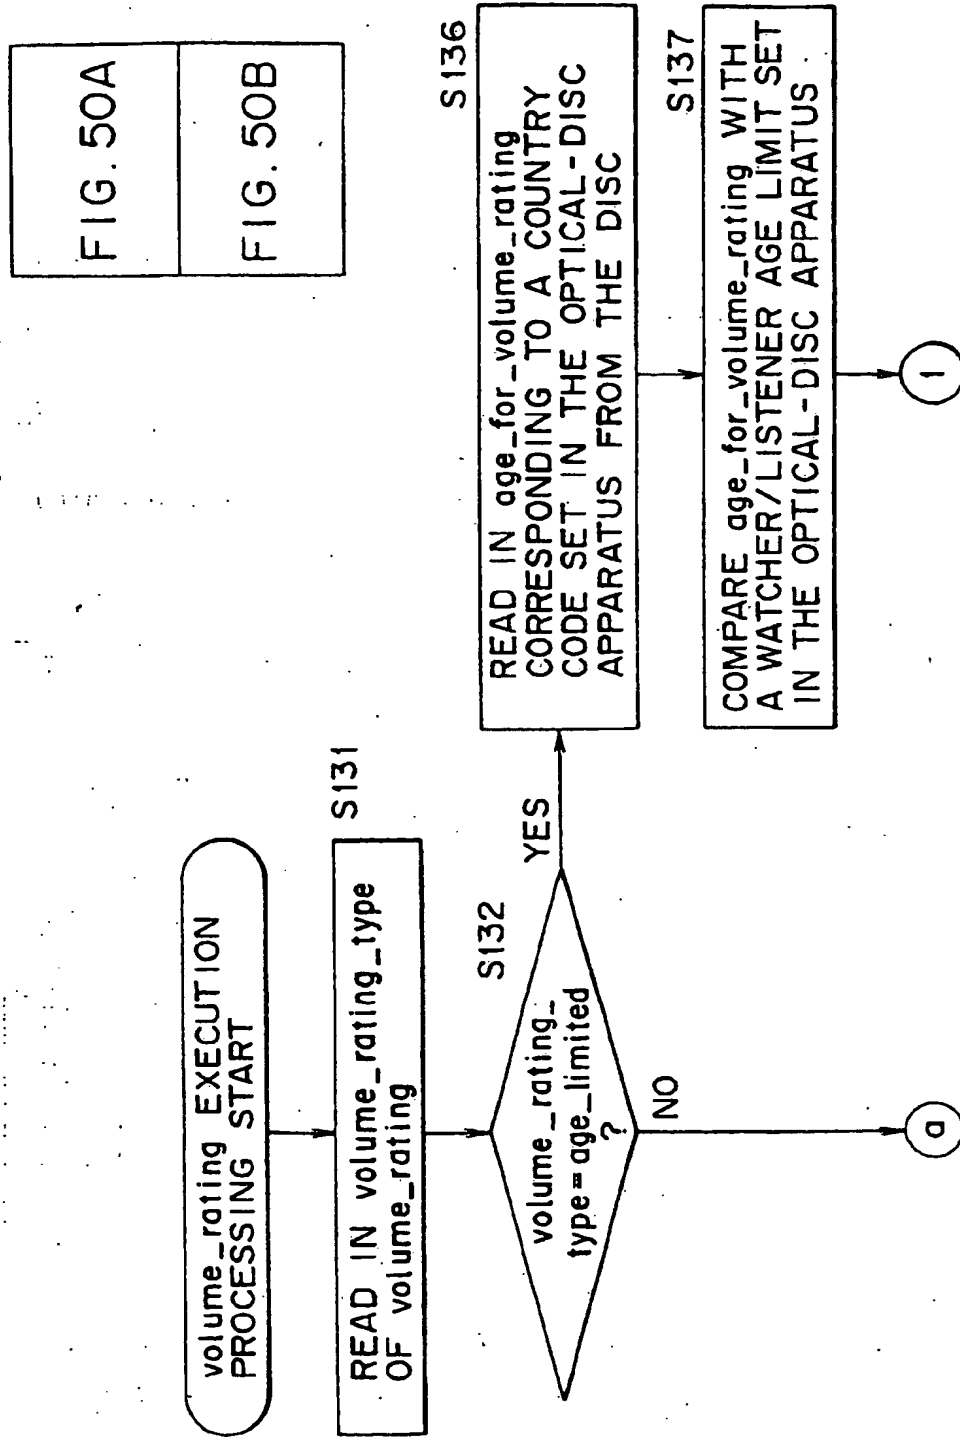 FIG. 50A
FIG. 50B
volume_rating EXECUTION
PROCESSING START
S131
READ IN volume_rating_type
OF volume_rating
S132
volume_rating_
type=age_limited
?
YES
NO
a
S136
READ IN age_for_volume_rating
CORRESPONDING TO A COUNTRY
CODE SET IN THE OPTICAL-DISC
APPARATUS FROM THE DISC
S137
COMPARE age_for_volume_rating WITH
A WATCHER/LISTENER AGE LIMIT SET
IN THE OPTICAL-DISC APPARATUS
1